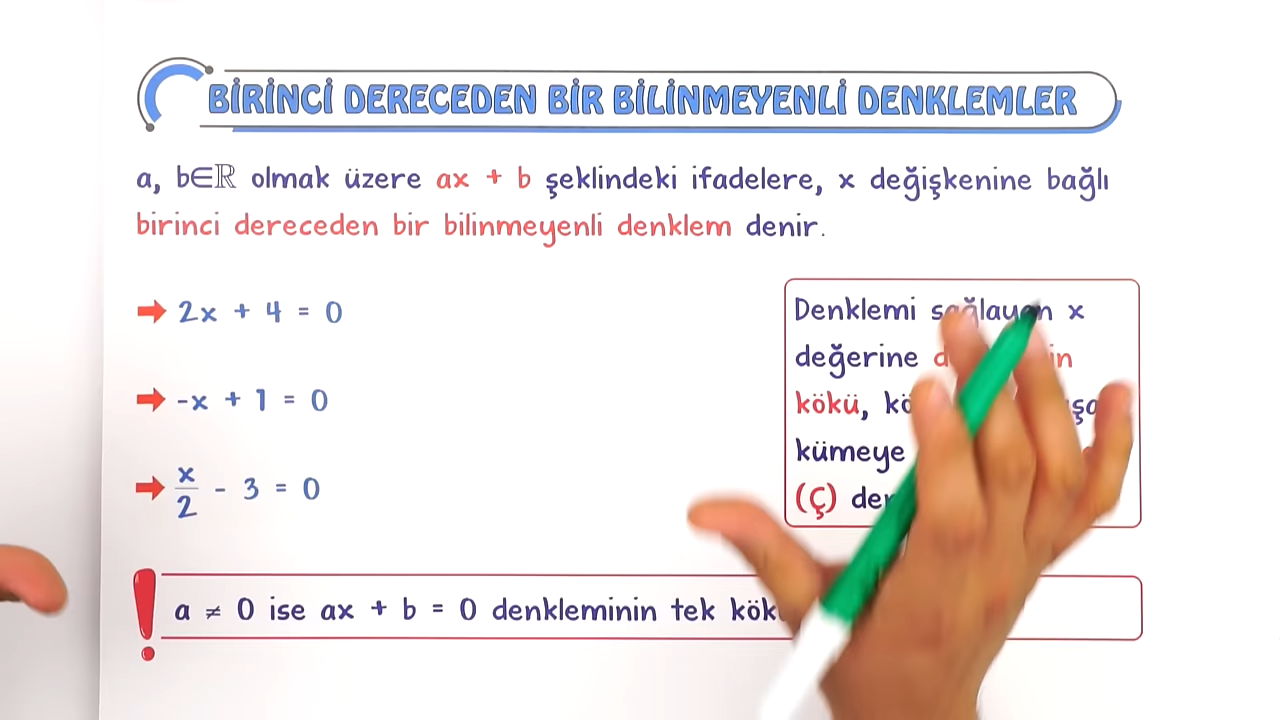 BİRİNCİ DERECEDEN BİR BİLİNMEYENLİ DENKLEMLER
a, b∈ℝ olmak üzere ax + b şeklindeki ifadelere, x değişkenine bağlı
birinci dereceden bir bilinmeyenli denklem denir.
2x + 4 = 0
-x + 1 = 0
x/2 - 3 = 0
Denklemi sağlayan x
değerine
kökü,
kümeye
(Ç)
a ≠ 0 ise ax + b = 0 denkleminin tek